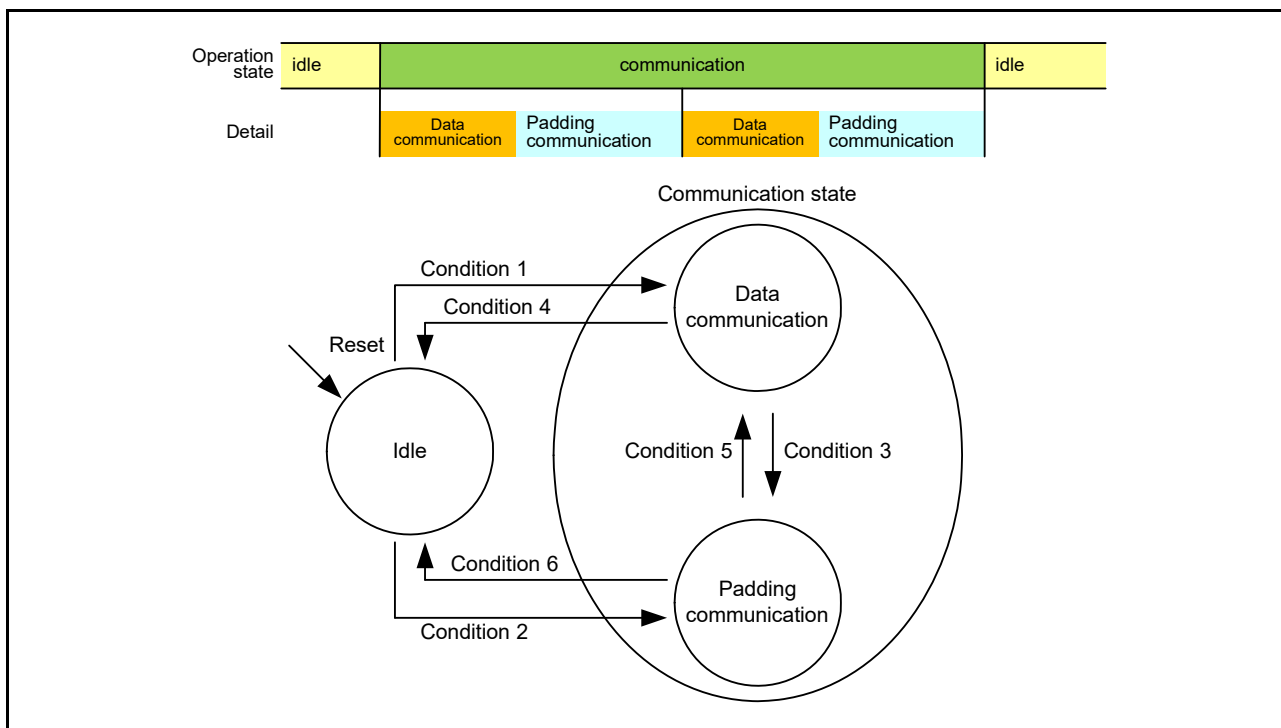 Operation
state
idle
communication
idle
Detail
Data
communication
Padding
communication
Data
communication
Padding
communication
Communication state
Condition 1
Data
communication
Condition 4
Reset
Idle
Condition 5
Condition 3
Condition 6
Padding
communication
Condition 2